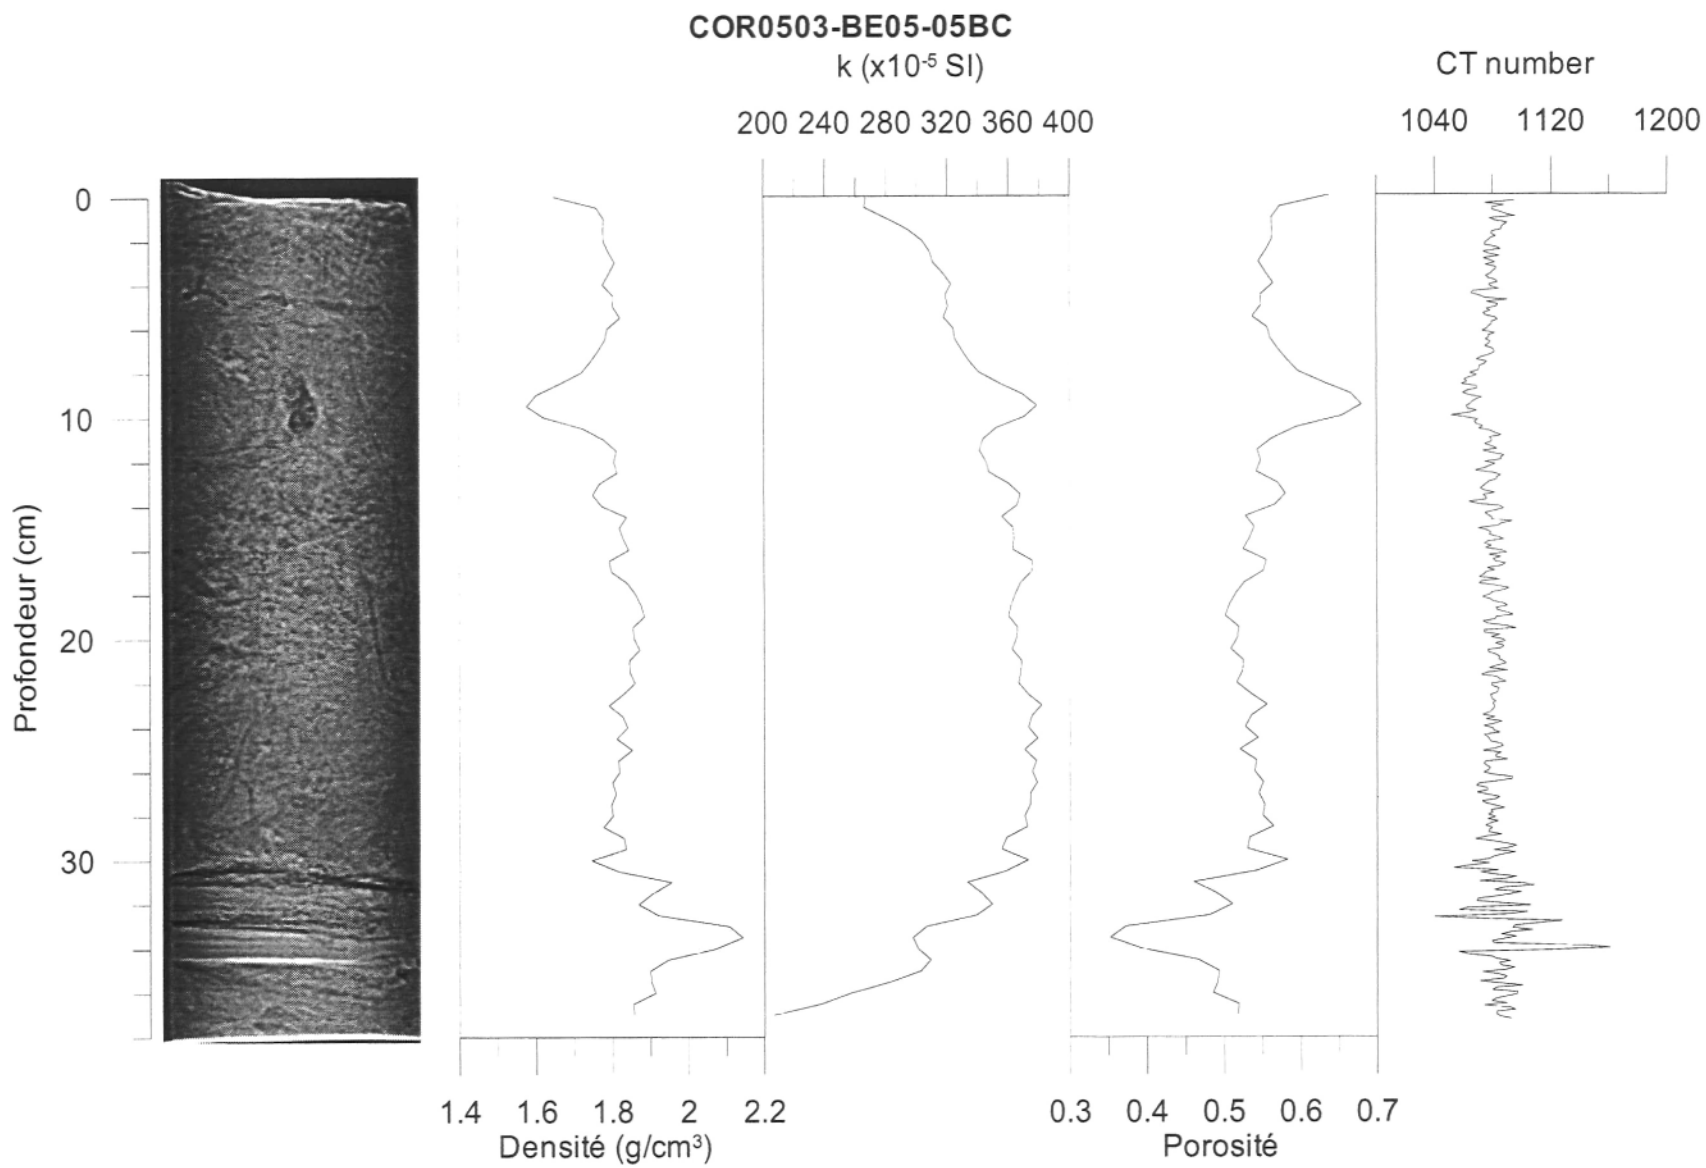 COR0503-BE05-05BC
k (x10⁻⁵ SI)
CT number
200 240 280 320 360 400
1040 1120 1200
0
10
20
30
Profondeur (cm)
1.4 1.6 1.8 2 2.2
Densité (g/cm³)
0.3 0.4 0.5 0.6 0.7
Porosité